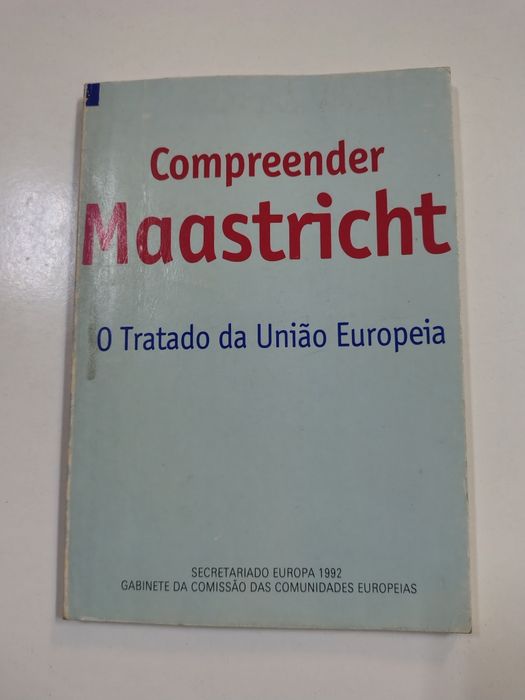 Compreender
Maastricht
O Tratado da União Europeia
SECRETARIADO EUROPA 1992
GABINETE DA COMISSÃO DAS COMUNIDADES EUROPEIAS